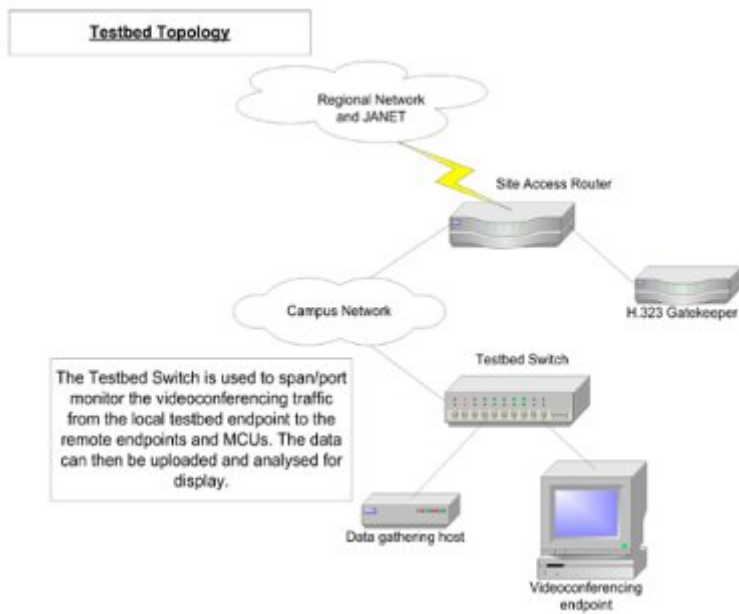 Testbed Topology
Regional Network
and JANET
Site Access Router
H.323 Gatekeeper
Campus Network
Testbed Switch
The Testbed Switch is used to span/port
monitor the videoconferencing traffic
from the local testbed endpoint to the
remote endpoints and MCUs. The data
can then be uploaded and analysed for
display.
Data gathering host
Videoconferencing
endpoint